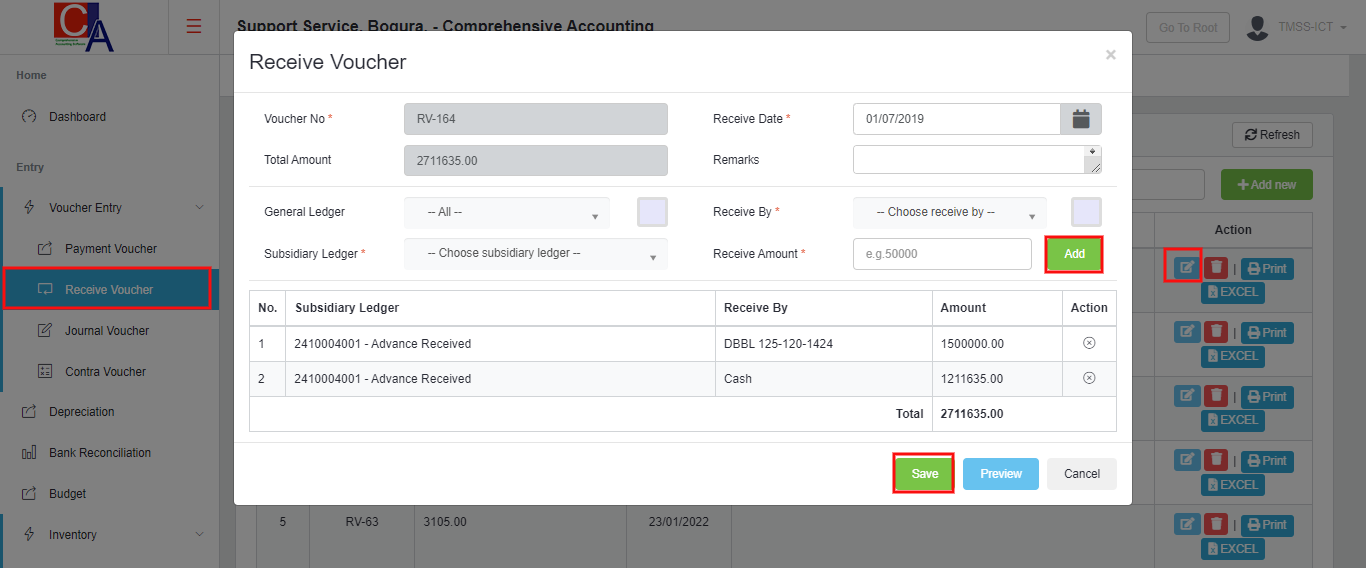 CA
Comprehensive
Accounting Software
Support Service, Bogura. - Comprehensive Accounting
Go To Root
TMSS-ICT
Home
Dashboard
Entry
Voucher Entry
Payment Voucher
Receive Voucher
Journal Voucher
Contra Voucher
Depreciation
Bank Reconciliation
Budget
Inventory
Refresh
Add new
Action
Print
EXCEL
Print
EXCEL
Print
EXCEL
Print
EXCEL
5 RV-63 3105.00 23/01/2022
Print
EXCEL
Receive Voucher ×
Voucher No * RV-164 Receive Date * 01/07/2019
Total Amount 2711635.00 Remarks
General Ledger -- All -- Receive By * -- Choose receive by --
Subsidiary Ledger * -- Choose subsidiary ledger -- Receive Amount * e.g.50000 Add
No. Subsidiary Ledger Receive By Amount Action
1 2410004001 - Advance Received DBBL 125-120-1424 1500000.00
2 2410004001 - Advance Received Cash 1211635.00
Total 2711635.00
Save Preview Cancel